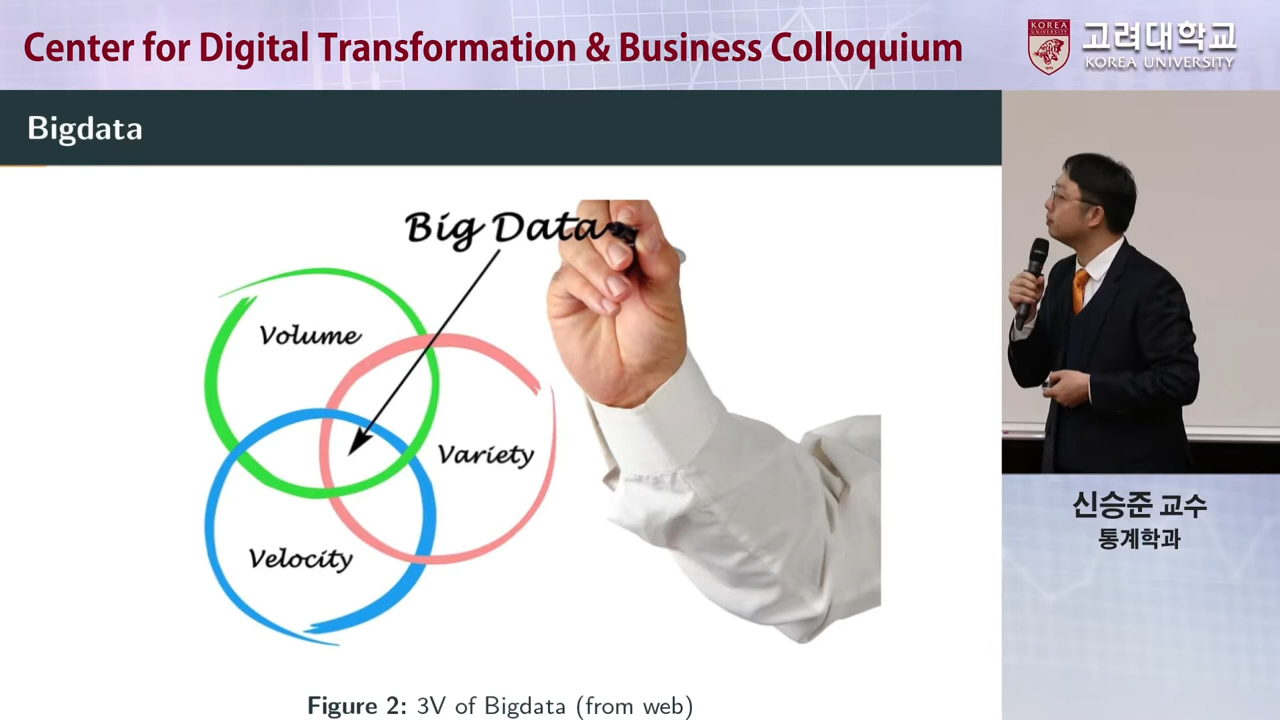 Center for Digital Transformation & Business Colloquium
KOREA
UNIVERSITY
고려대학교
KOREA UNIVERSITY
Bigdata
Big Data
Volume
Variety
Velocity
Figure 2: 3V of Bigdata (from web)
신승준 교수
통계학과